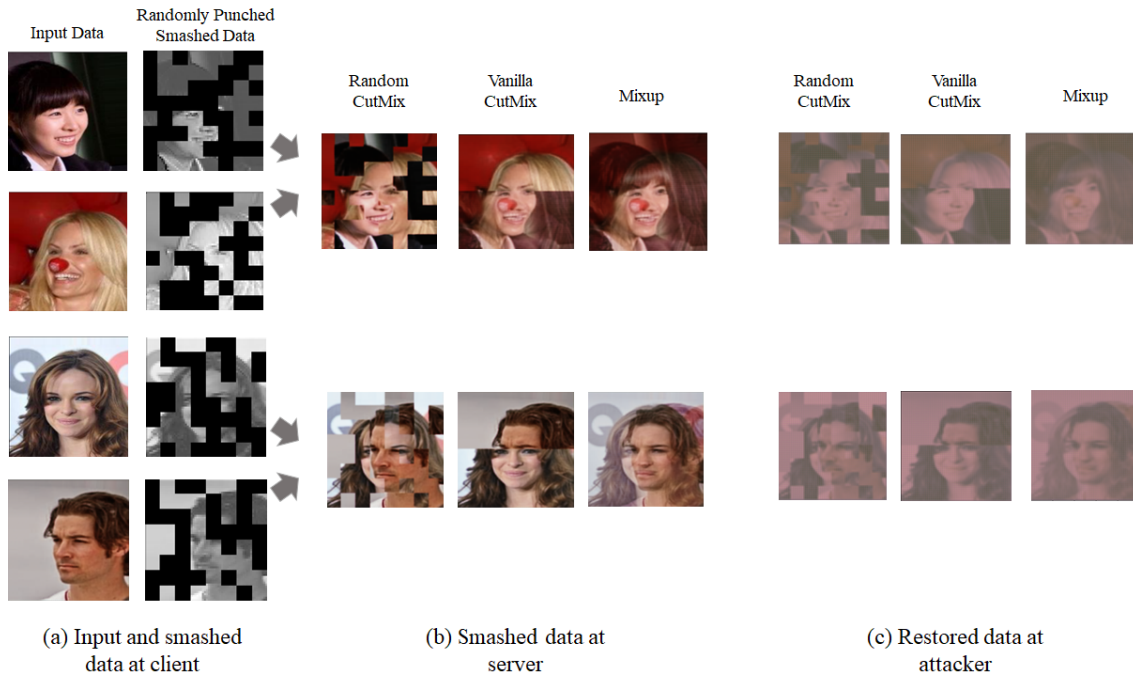 Input Data
Randomly Punched
Smashed Data
Random
CutMix
Vanilla
CutMix
Mixup
Random
CutMix
Vanilla
CutMix
Mixup
(a) Input and smashed
data at client
(b) Smashed data at
server
(c) Restored data at
attacker